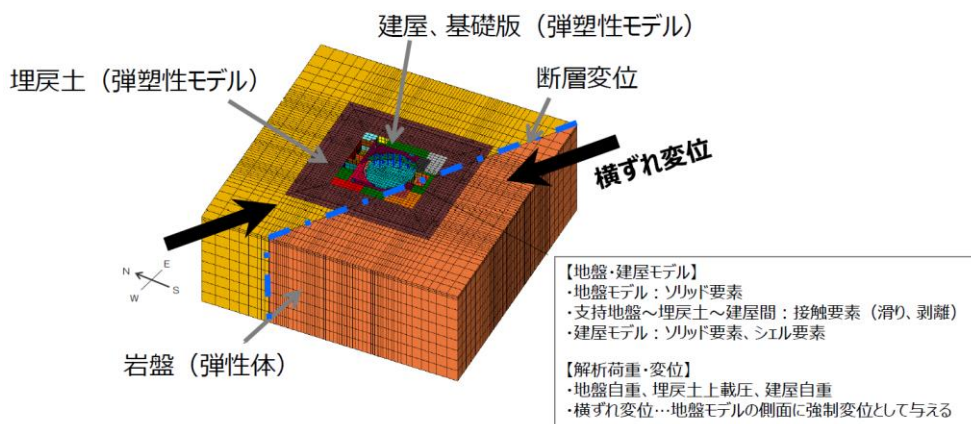 建屋、基礎版（弾塑性モデル）
埋戻土（弾塑性モデル）
断層変位
横ずれ変位
N
E
W
S
岩盤（弾性体）
【地盤・建屋モデル】
・地盤モデル：ソリッド要素
・支持地盤～埋戻土～建屋間：接触要素（滑り、剥離）
・建屋モデル：ソリッド要素、シェル要素
【解析荷重・変位】
・地盤自重、埋戻土上載圧、建屋自重
・横ずれ変位…地盤モデルの側面に強制変位として与える